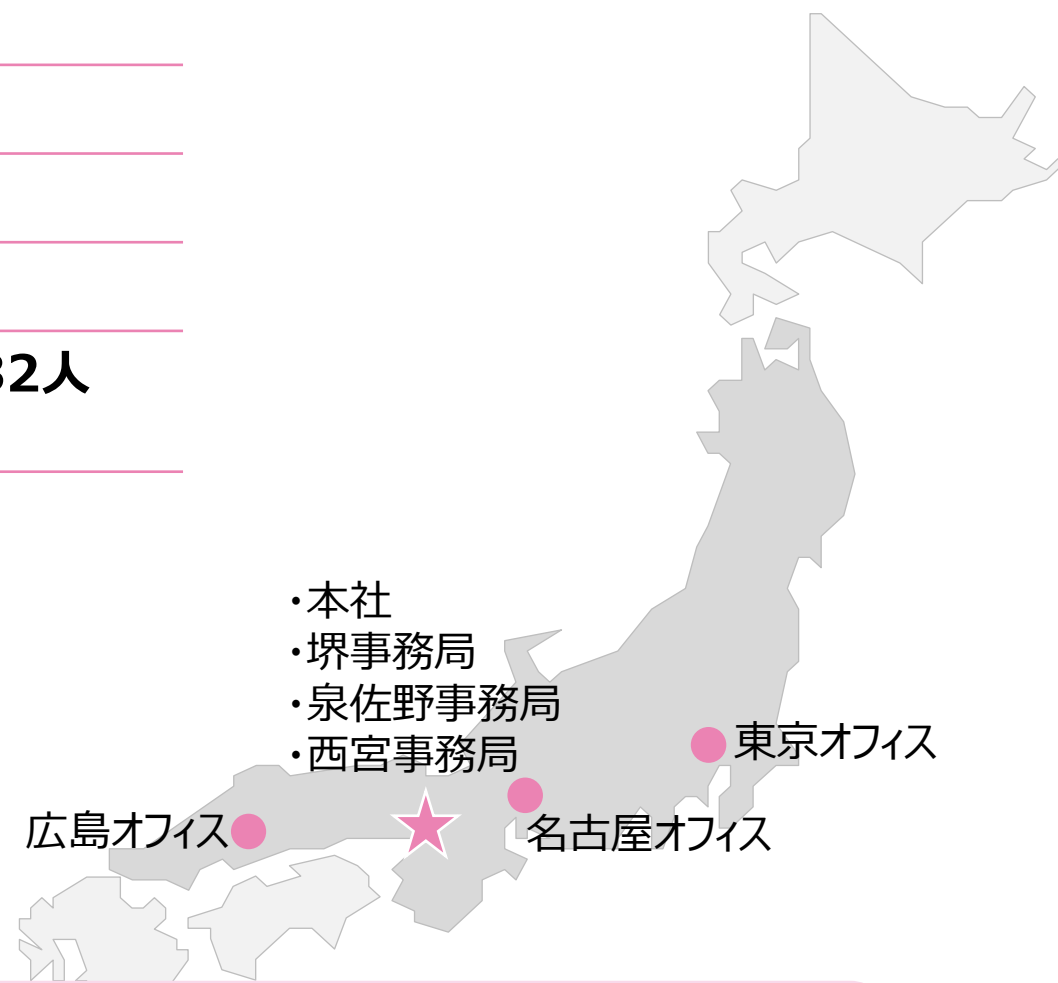 32人
・本社
・堺事務局
・泉佐野事務局
・西宮事務局
東京オフィス
名古屋オフィス
広島オフィス